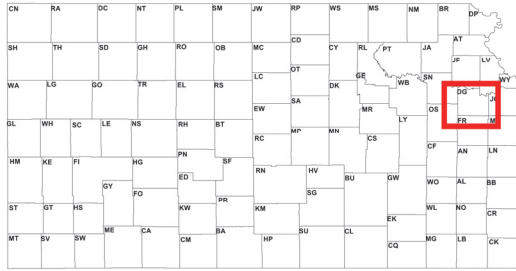 CN RA DC NT PL SM JW RP WS MS NM BR DP
CD AT
SH TH SD GH RO OB MC CY RL PT JA
JF LV
OT GE SN WY
LC WB
WA LG GO TR EL RS DK DG JO
SA MR OS
EW LY
GL WH SC LE NS RH BT FR M
RC MP MN CS
CF AN LN
PN
HM KE FI HG SF RN HV
ED BU GW
GY SG WO AL BB
FO
PR
ST GT HS KW KM WL NO
EK CR
ME CA BA SU CL
MT SV SW CM HP CQ MG LB CK